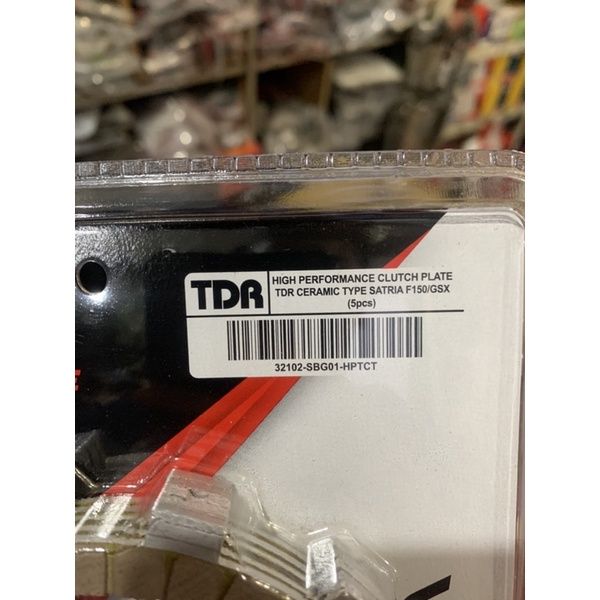 TDR
HIGH PERFORMANCE CLUTCH PLATE
TDR CERAMIC TYPE SATRIA F150/GSX
(5pcs)
32102-SBG01-HPTCT